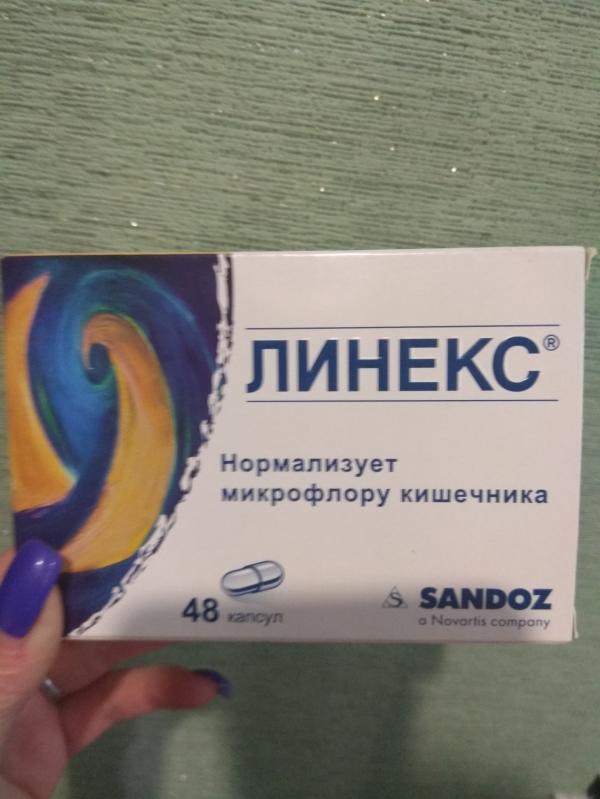 ЛИНЕКС®
Нормализует
микрофлору кишечника
48 капсул
S SANDOZ
a Novartis company